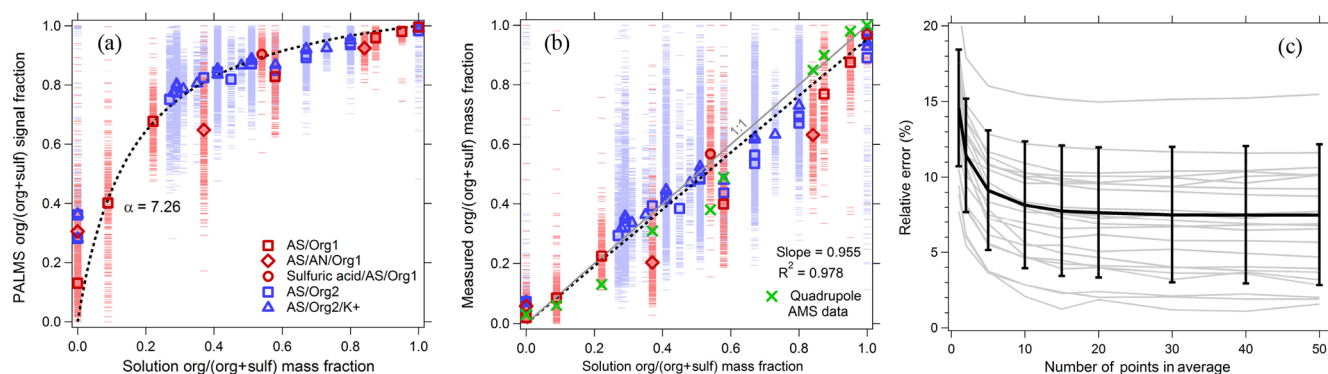 (a)
PALMS org/(org+sulf) signal fraction
1.0
0.8
0.6
0.4
0.2
0.0
α = 7.26
AS/Org1
AS/AN/Org1
Sulfuric acid/AS/Org1
AS/Org2
AS/Org2/K+
0.0 0.2 0.4 0.6 0.8 1.0
Solution org/(org+sulf) mass fraction
(b)
Measured org/(org+sulf) mass fraction
1.0
0.8
0.6
0.4
0.2
0.0
1:1
Slope = 0.955
R² = 0.978
Quadrupole
AMS data
0.0 0.2 0.4 0.6 0.8 1.0
Solution org/(org+sulf) mass fraction
(c)
Relative error (%)
20
15
10
5
0
0 10 20 30 40 50
Number of points in average